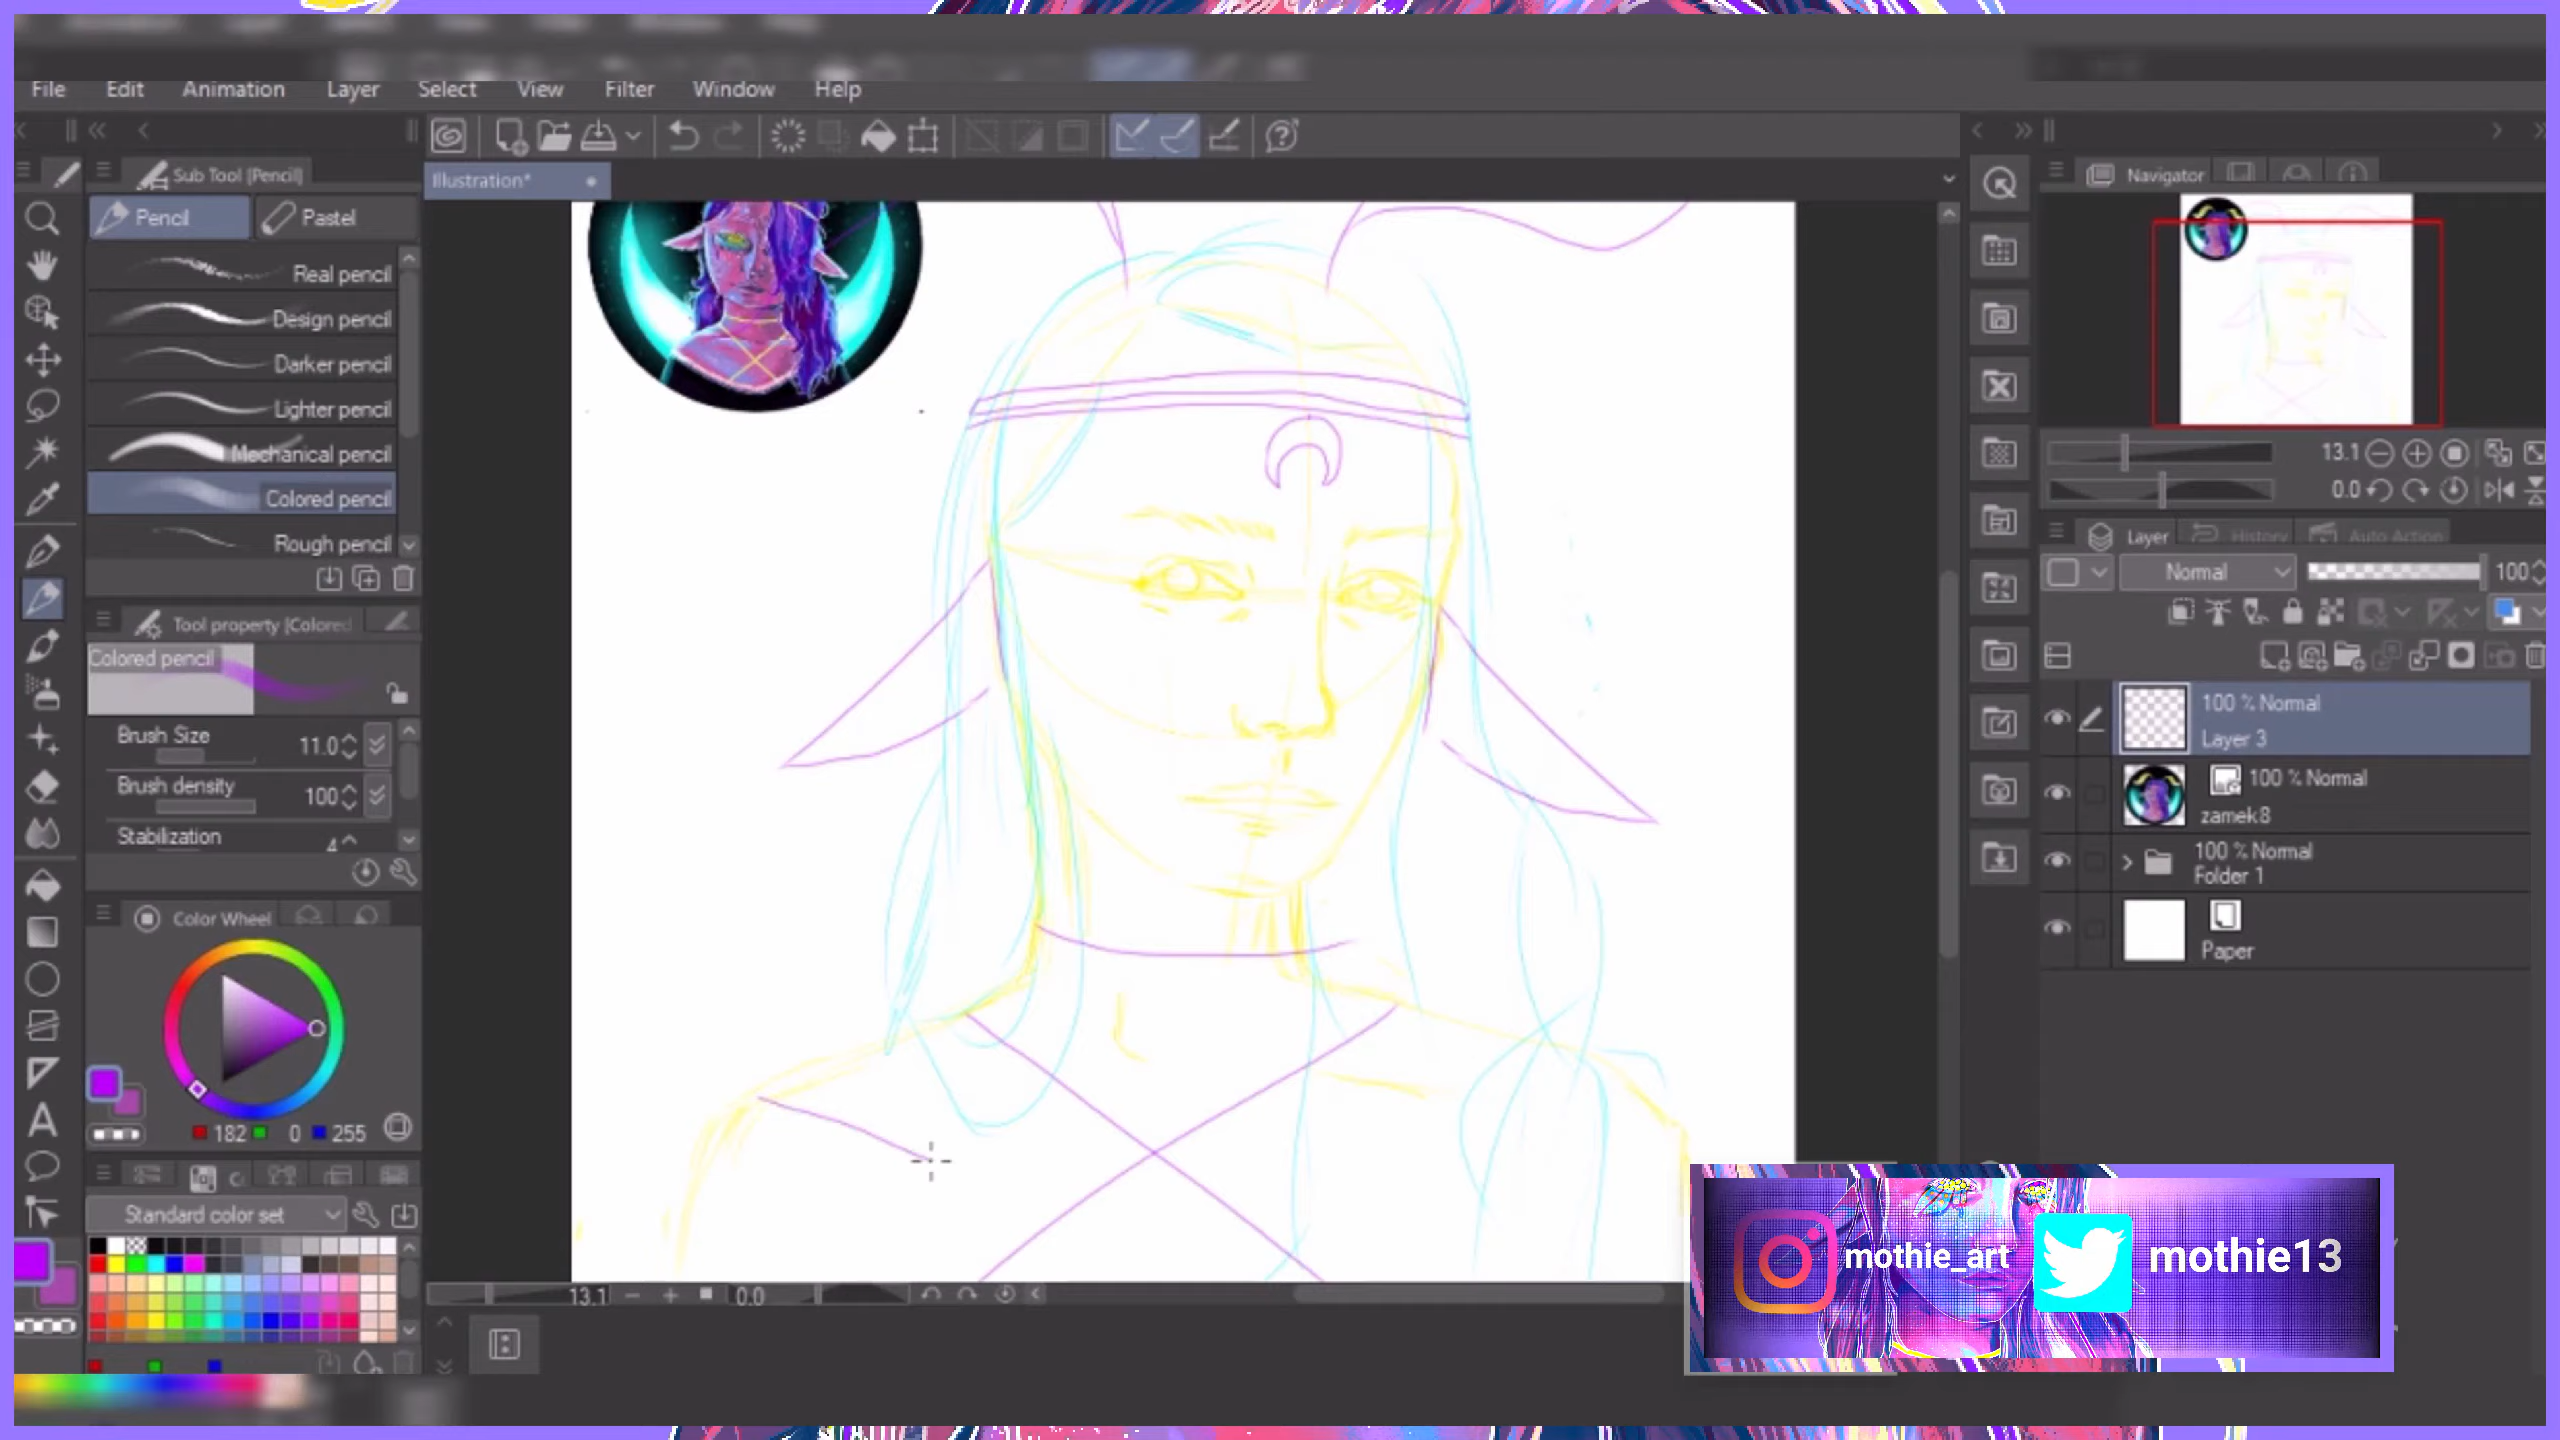 File Edit Animation Layer Select View Filter Window Help
Sub Tool [Pencil]
Illustration*
Navigator
Pencil Pastel
Real pencil
Design pencil
Darker pencil
Lighter pencil
Mechanical pencil
Colored pencil
Rough pencil
13.1
0.0
Layer History Auto Action
Normal 100
Tool property [Colored
Colored pencil
Brush Size 11.0
Brush density 100
Stabilization 4
100 % Normal
Layer 3
100 % Normal
zamek8
100 % Normal
Folder 1
Paper
Color Wheel
182 0 255
Standard color set
13.1 0.0
mothie_art mothie13